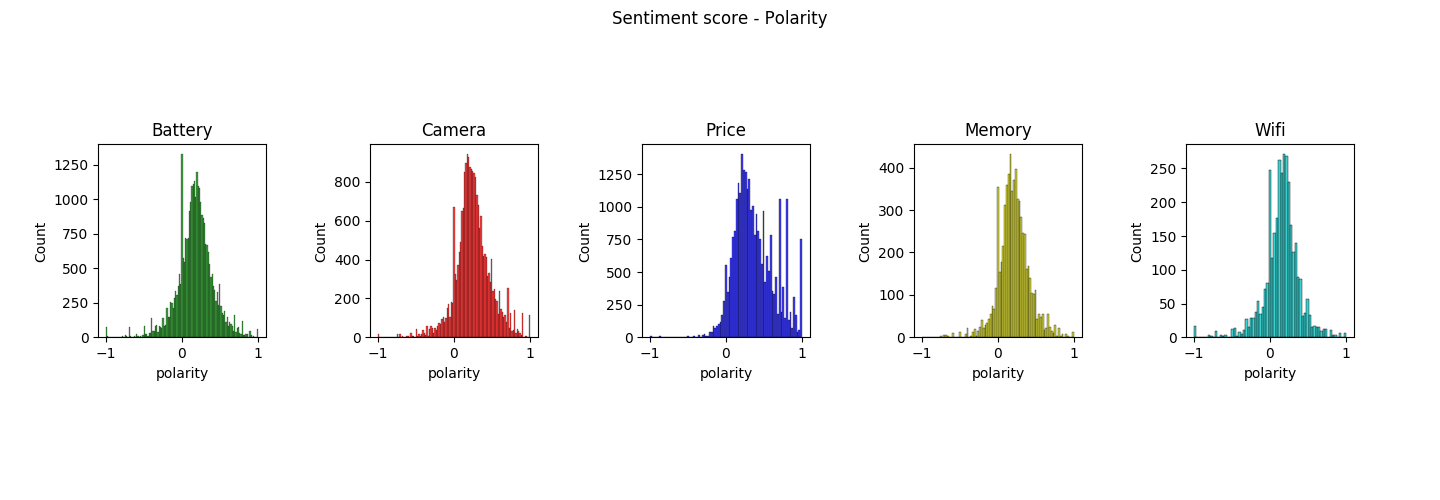 Sentiment score - Polarity
Battery
Count
1250
1000
750
500
250
0
−1 0 1
polarity
Camera
Count
800
600
400
200
0
−1 0 1
polarity
Price
Count
1250
1000
750
500
250
0
−1 0 1
polarity
Memory
Count
400
300
200
100
0
−1 0 1
polarity
Wifi
Count
250
200
150
100
50
0
−1 0 1
polarity